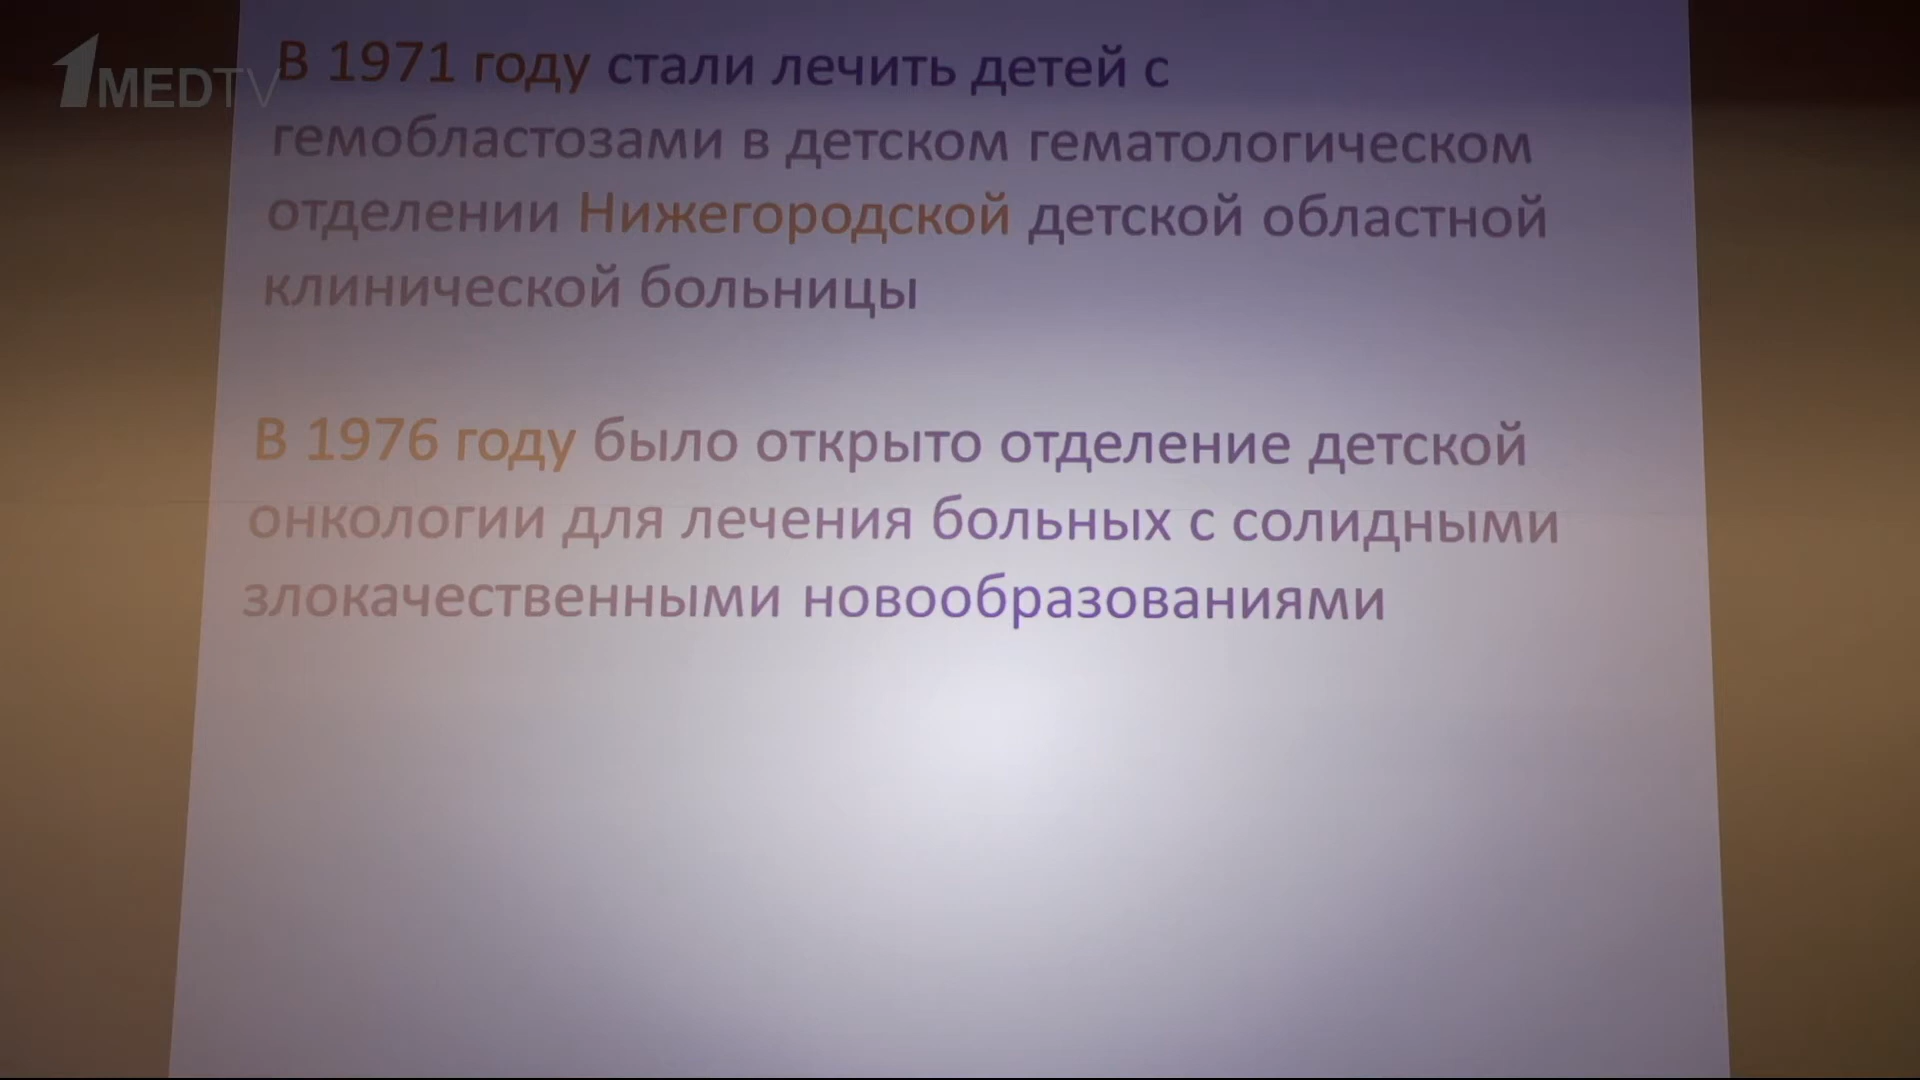 1MEDTV
В 1971 году стали лечить детей с
гемобластозами в детском гематологическом
отделении Нижегородской детской областной
клинической больницы
В 1976 году было открыто отделение детской
онкологии для лечения больных с солидными
злокачественными новообразованиями